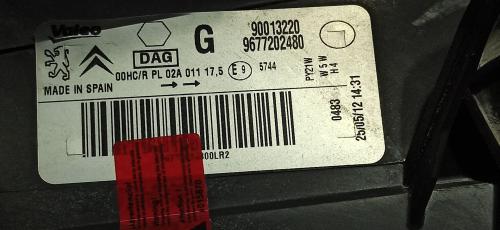 Valeo
DAG
G
90013220
9677202480
00HC/R PL 02A 011 17,5
E 9
5744
MADE IN SPAIN
PY21W
W5W
H4
0483
25/05/12 14:31